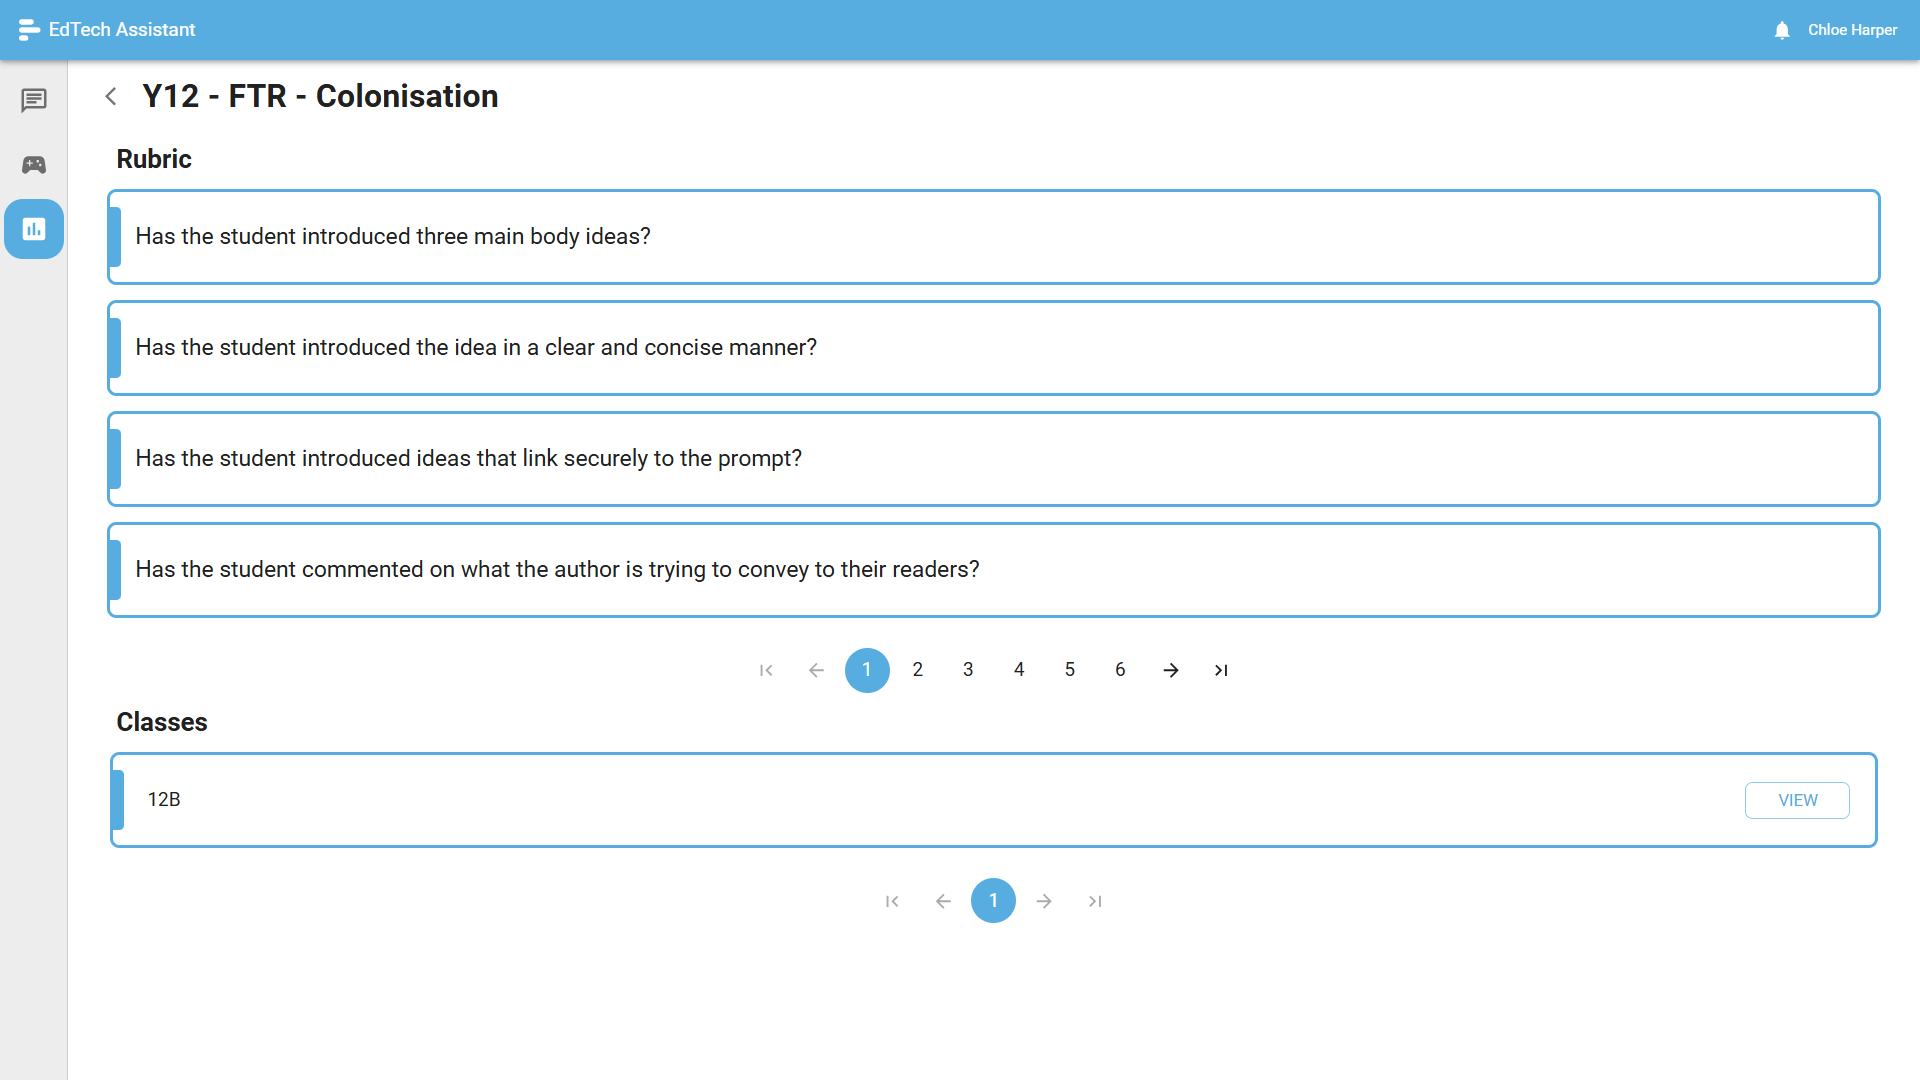 EdTech Assistant
Chloe Harper
Y12 - FTR - Colonisation
Rubric
Has the student introduced three main body ideas?
Has the student introduced the idea in a clear and concise manner?
Has the student introduced ideas that link securely to the prompt?
Has the student commented on what the author is trying to convey to their readers?
1 2 3 4 5 6
Classes
12B
VIEW
1